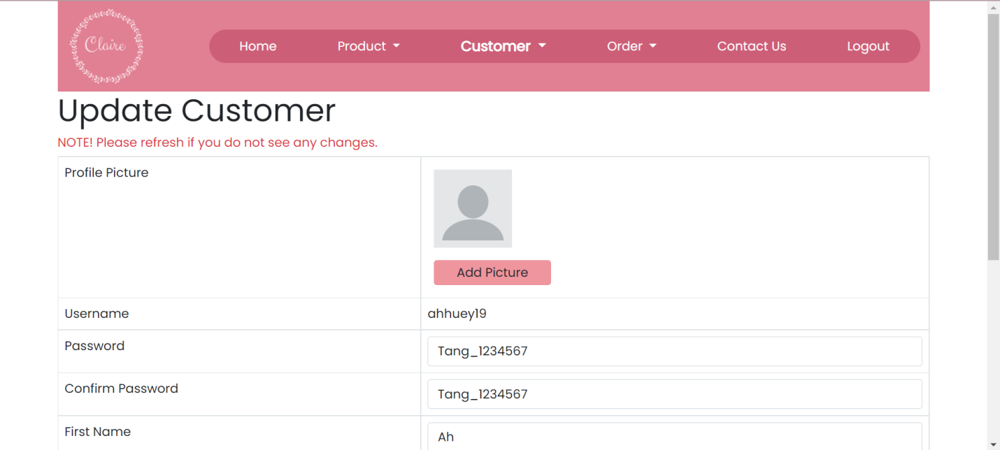 Claire
Home Product Customer Order Contact Us Logout
Update Customer
NOTE! Please refresh if you do not see any changes.
Profile Picture
Add Picture
Username ahhuey19
Password Tang_1234567
Confirm Password Tang_1234567
First Name Ah